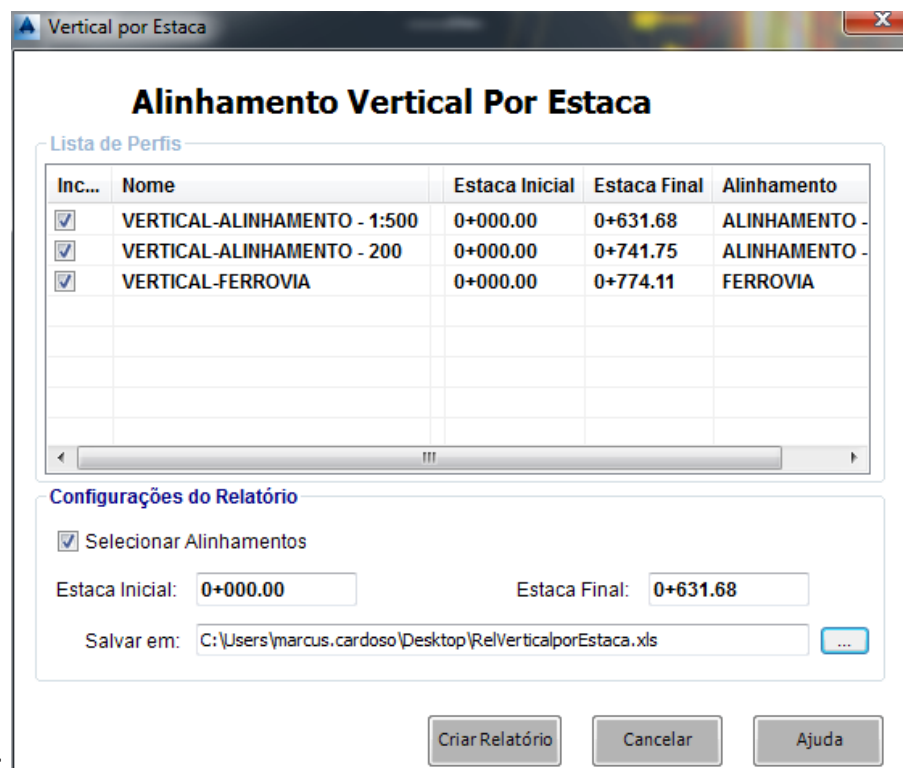 Vertical por Estaca
Alinhamento Vertical Por Estaca
Lista de Perfis
Inc... Nome Estaca Inicial Estaca Final Alinhamento
VERTICAL-ALINHAMENTO - 1:500 0+000.00 0+631.68 ALINHAMENTO -
VERTICAL-ALINHAMENTO - 200 0+000.00 0+741.75 ALINHAMENTO -
VERTICAL-FERROVIA 0+000.00 0+774.11 FERROVIA
Configurações do Relatório
Selecionar Alinhamentos
Estaca Inicial: 0+000.00 Estaca Final: 0+631.68
Salvar em: C:\Users\marcus.cardoso\Desktop\RelVerticalporEstaca.xls ...
Criar Relatório Cancelar Ajuda